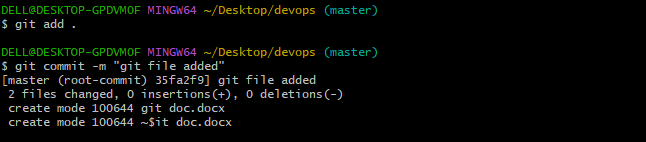 DELL@DESKTOP-GPDVMOF MINGW64 ~/Desktop/devops (master)
$ git add .
DELL@DESKTOP-GPDVMOF MINGW64 ~/Desktop/devops (master)
$ git commit -m "git file added"
[master (root-commit) 35fa2f9] git file added
 2 files changed, 0 insertions(+), 0 deletions(-)
 create mode 100644 git doc.docx
 create mode 100644 ~$it doc.docx